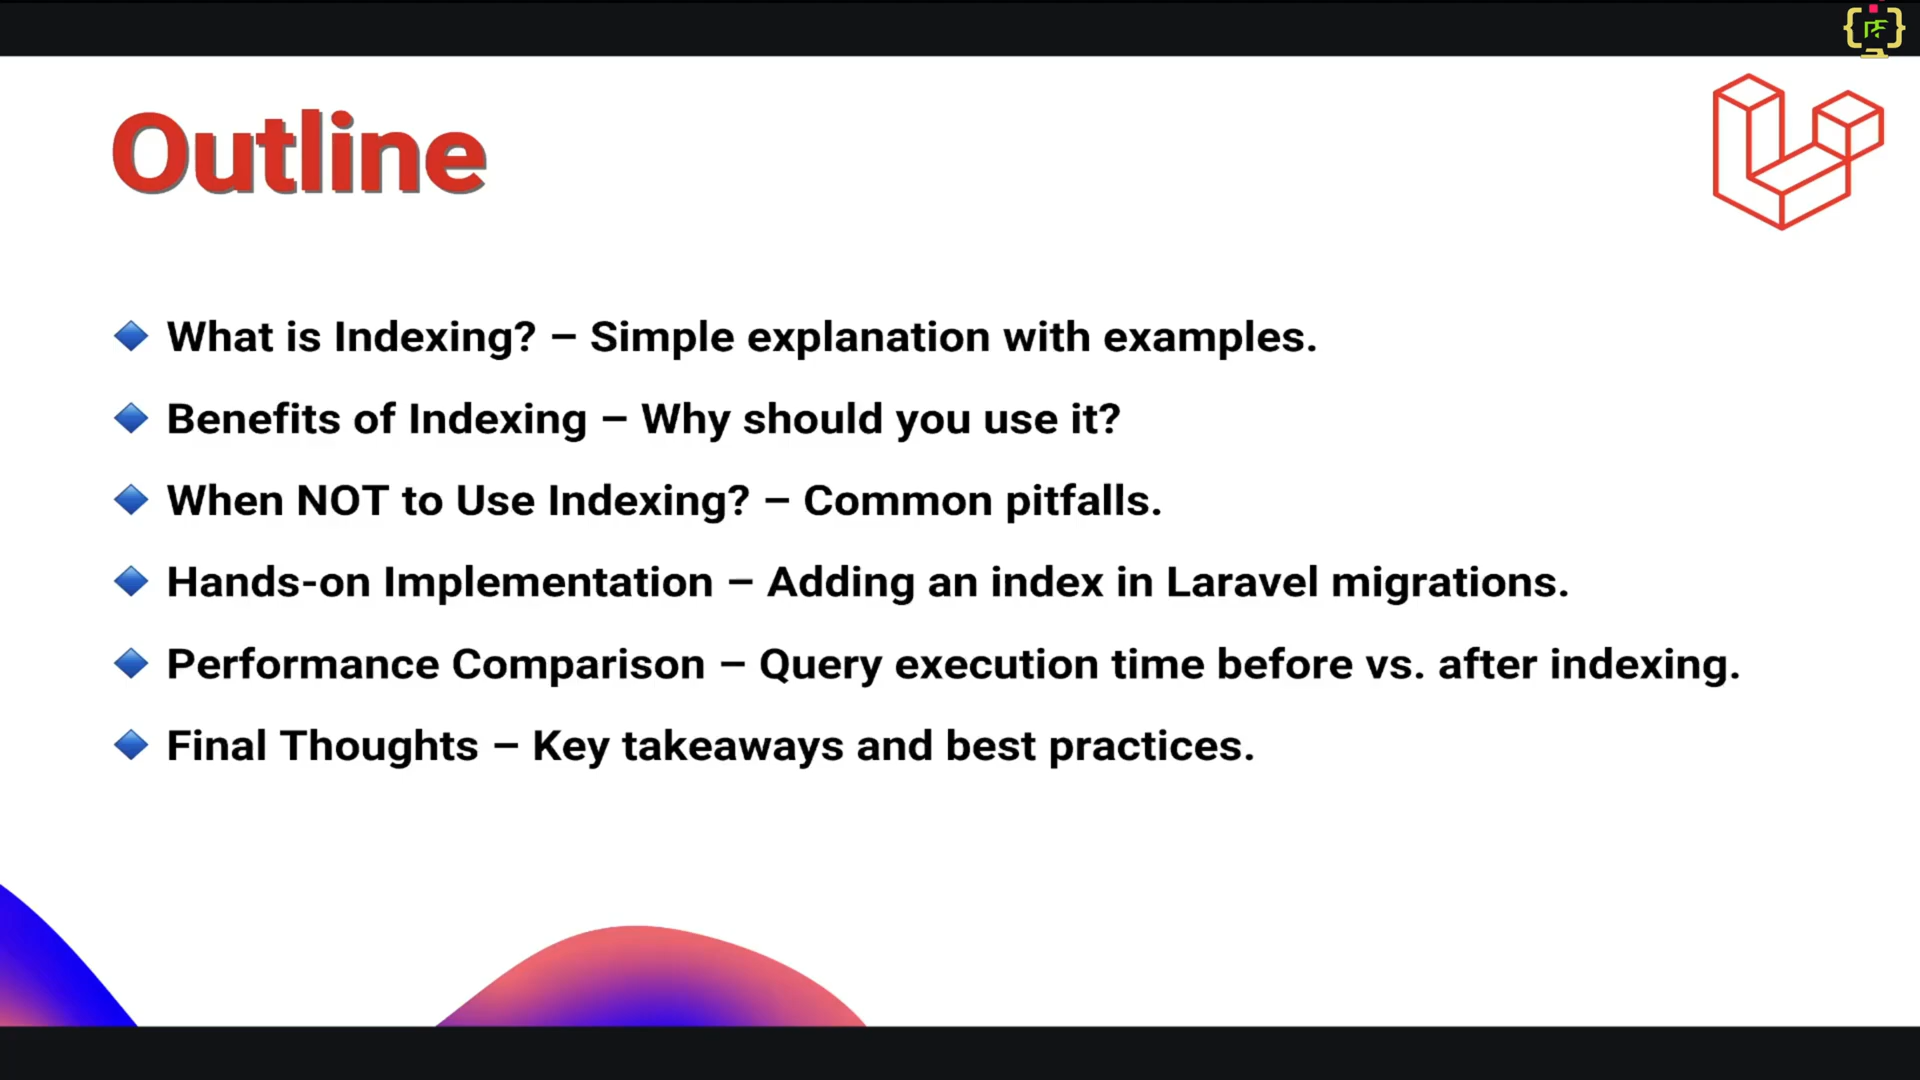 Outline
What is Indexing? – Simple explanation with examples.
Benefits of Indexing – Why should you use it?
When NOT to Use Indexing? – Common pitfalls.
Hands-on Implementation – Adding an index in Laravel migrations.
Performance Comparison – Query execution time before vs. after indexing.
Final Thoughts – Key takeaways and best practices.